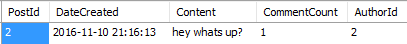 PostId DateCreated Content CommentCount AuthorId
2 2016-11-10 21:16:13 hey whats up? 1 2